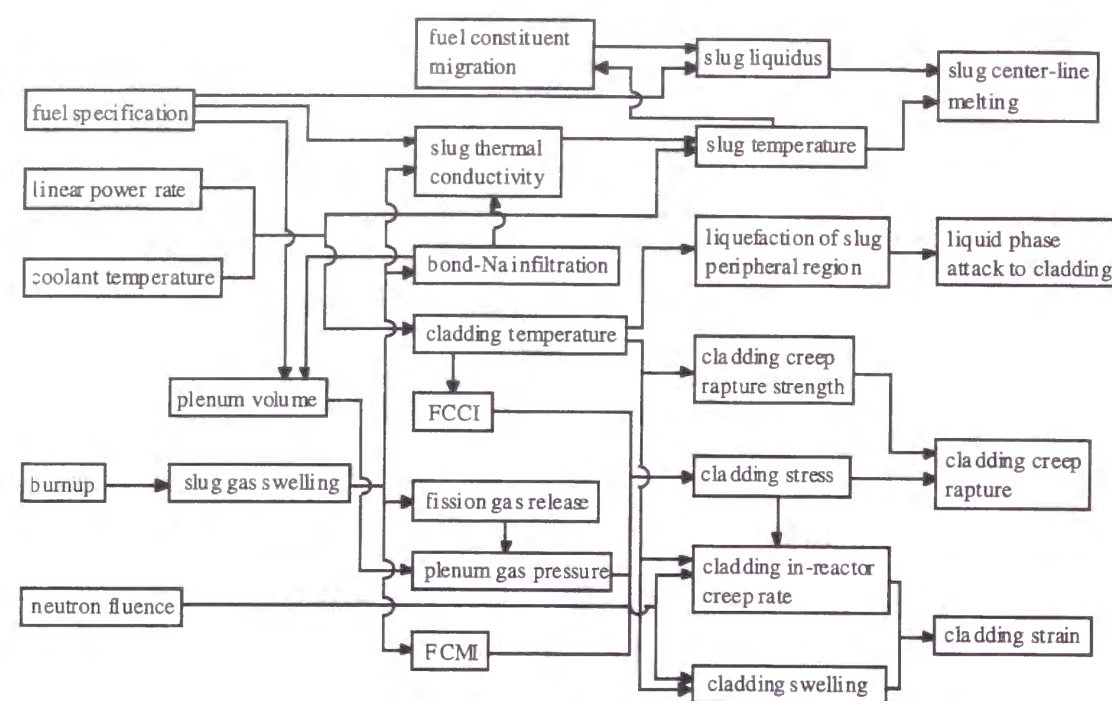 fuel constituent
migration
slug liquidus
slug center-line
melting
fuel specification
slug thermal
conductivity
slug temperature
linear power rate
liquefaction of slug
peripheral region
liquid phase
attack to cladding
coolant temperature
bond-Na infiltration
cladding temperature
cladding creep
rapture strength
plenum volume
FCCI
burnup
slug gas swelling
fission gas release
cladding stress
cladding creep
rapture
plenum gas pressure
cladding in-reactor
creep rate
neutron fluence
FCMI
cladding strain
cladding swelling